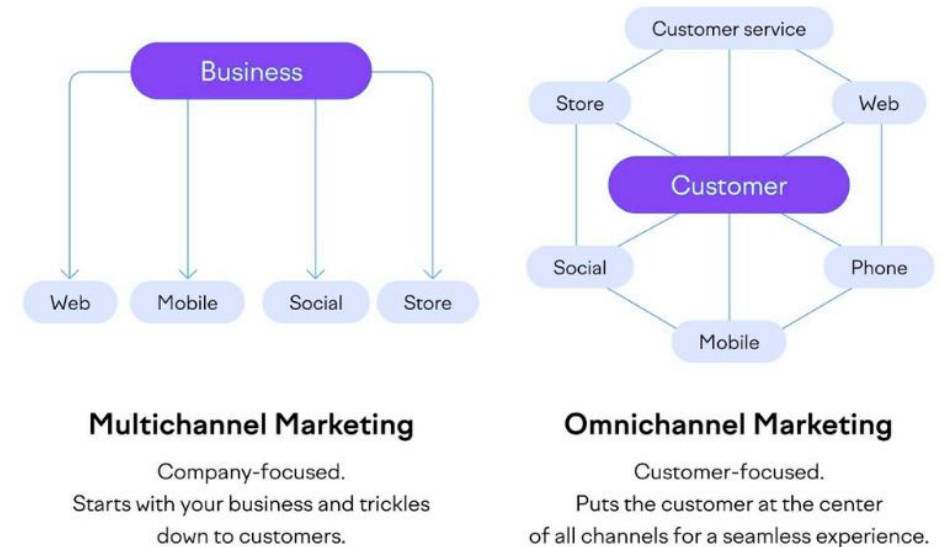 Business
Web
Mobile
Social
Store
Multichannel Marketing
Company-focused.
Starts with your business and trickles
down to customers.
Customer service
Store
Web
Customer
Social
Phone
Mobile
Omnichannel Marketing
Customer-focused.
Puts the customer at the center
of all channels for a seamless experience.